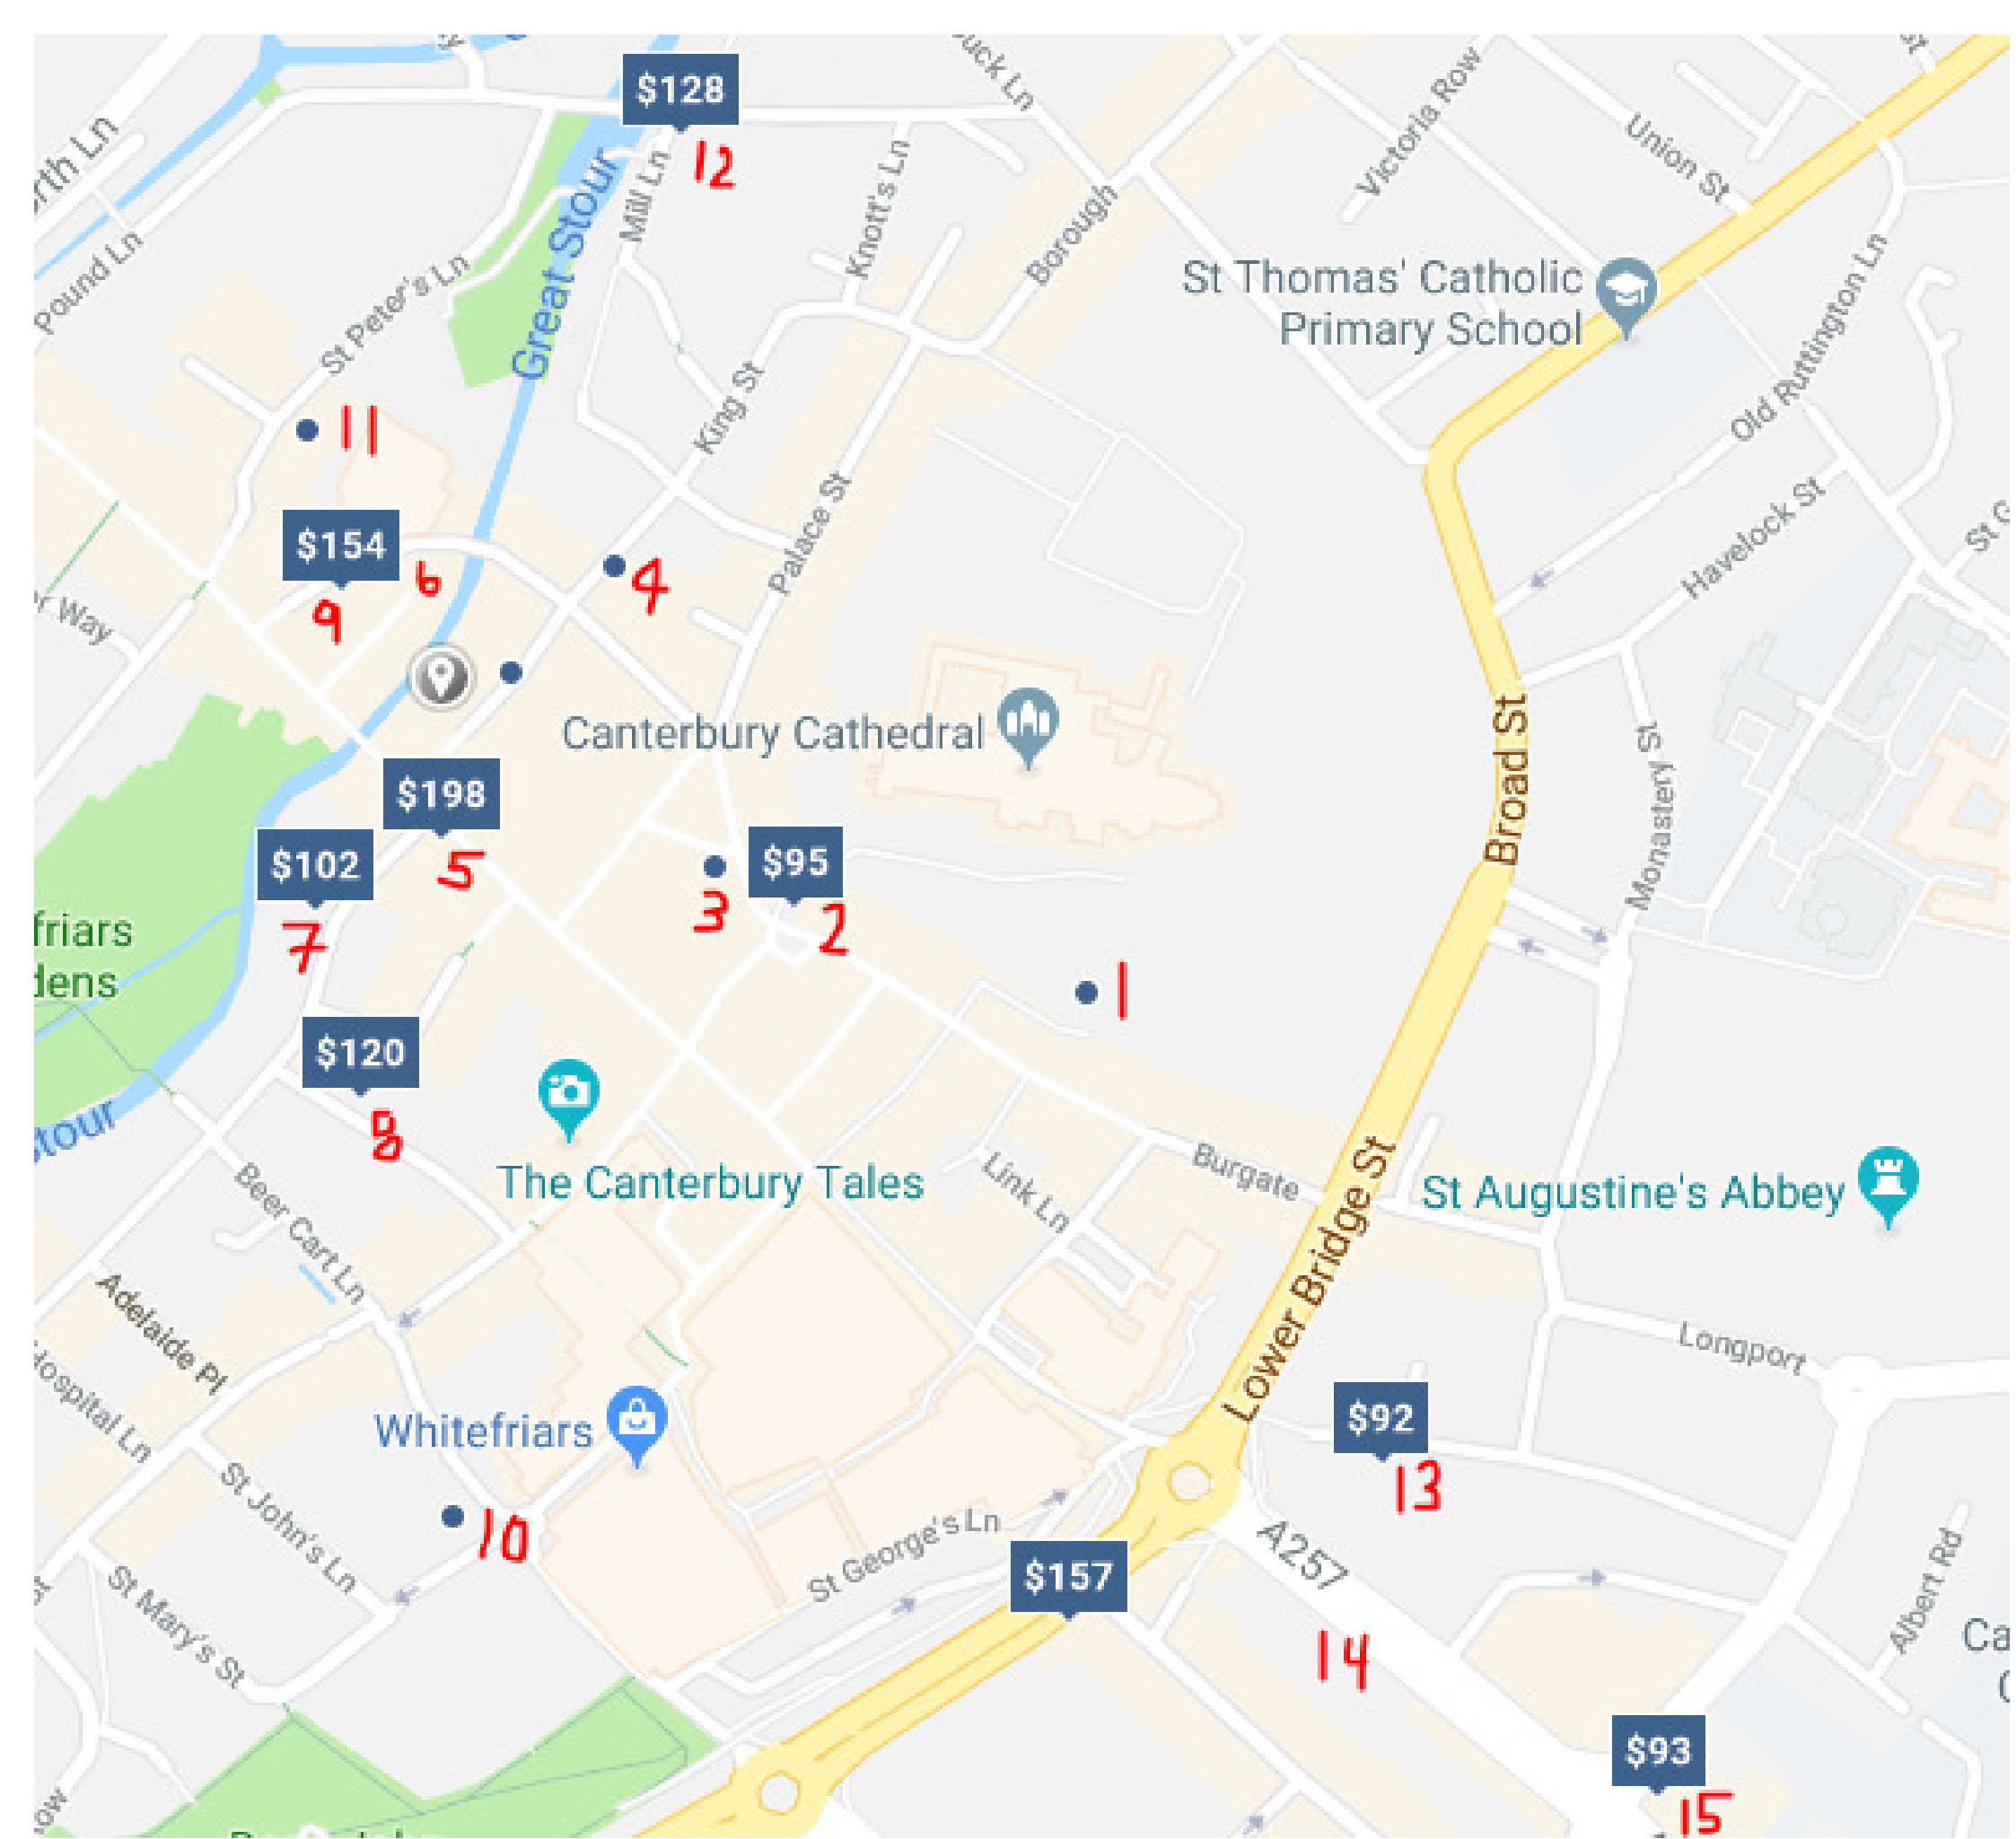 $128
12
Mill Ln
Knott's Ln
Borough
Victoria Row
Union St
Pound Ln
St Peter's Ln
Great Stour
St Thomas' Catholic
Primary School
Old Ruttington Ln
King St
11
Palace St
Havelock St
$154
6
4
9
Canterbury Cathedral
Broad St
Monastery St
$198
5
$102
7
3
$95
2
1
$120
8
The Canterbury Tales
Link Ln
Burgate
St Augustine's Abbey
Beer Cart Ln
Lower Bridge St
Adelaide Pl
Hospital Ln
Longport
Whitefriars
$92
13
St John's Ln
10
St George's Ln
A257
$157
14
St Mary's St
Albert Rd
$93
15